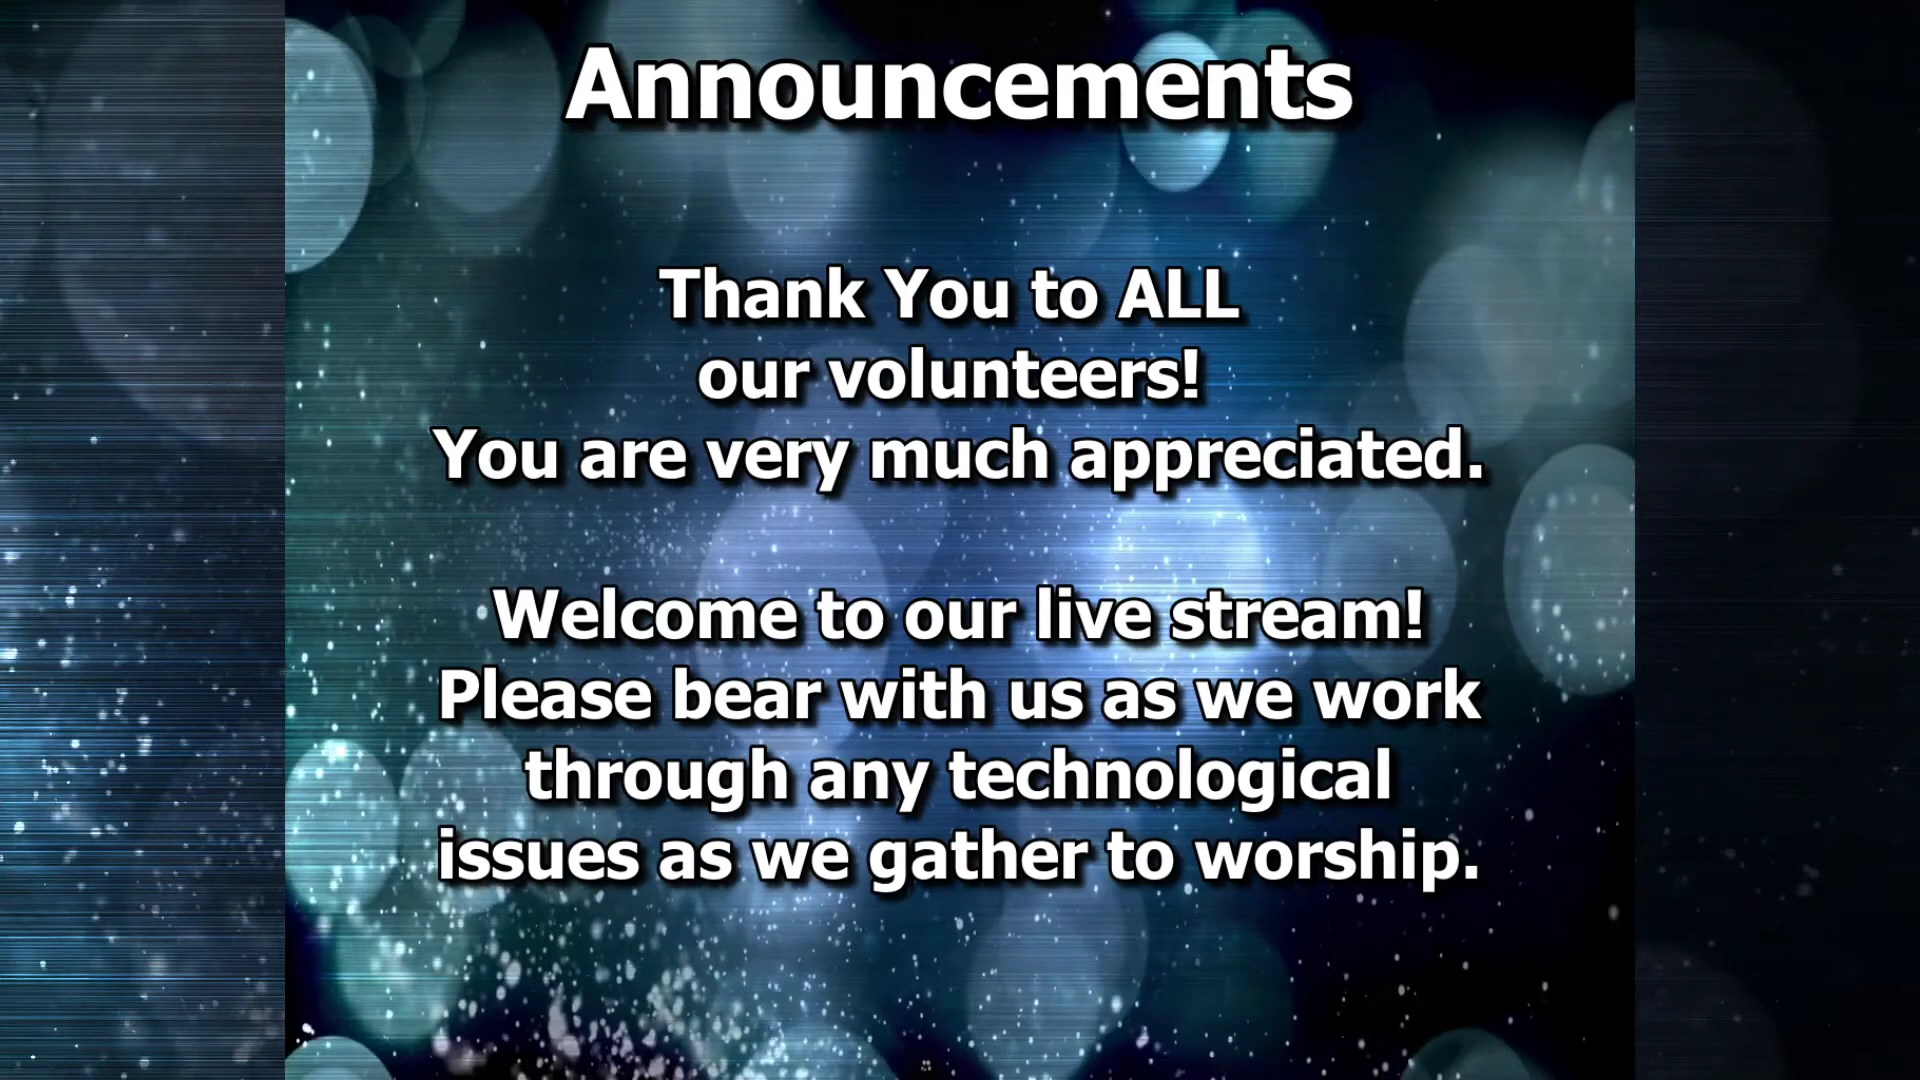 Announcements
Thank You to ALL
our volunteers!
You are very much appreciated.
Welcome to our live stream!
Please bear with us as we work
through any technological
issues as we gather to worship.